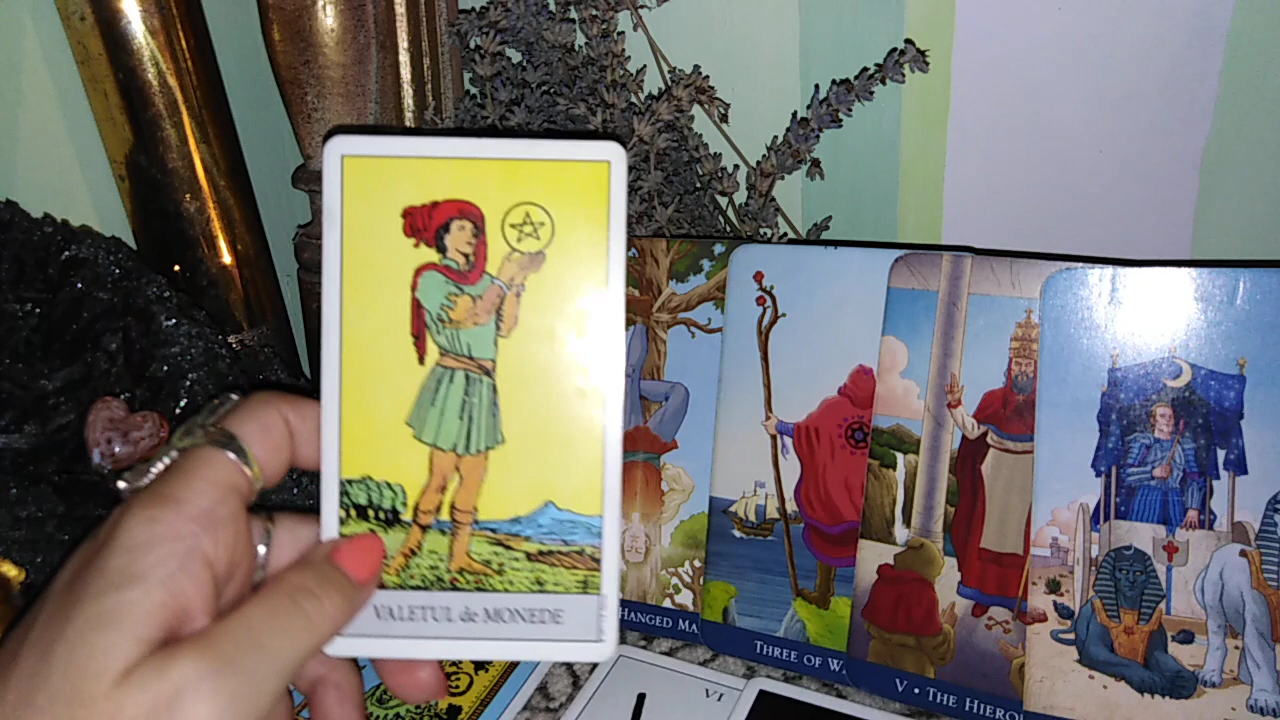 VALETUL de MONEDE
HANGED MA
THREE OF W
V • THE HIERO
VI